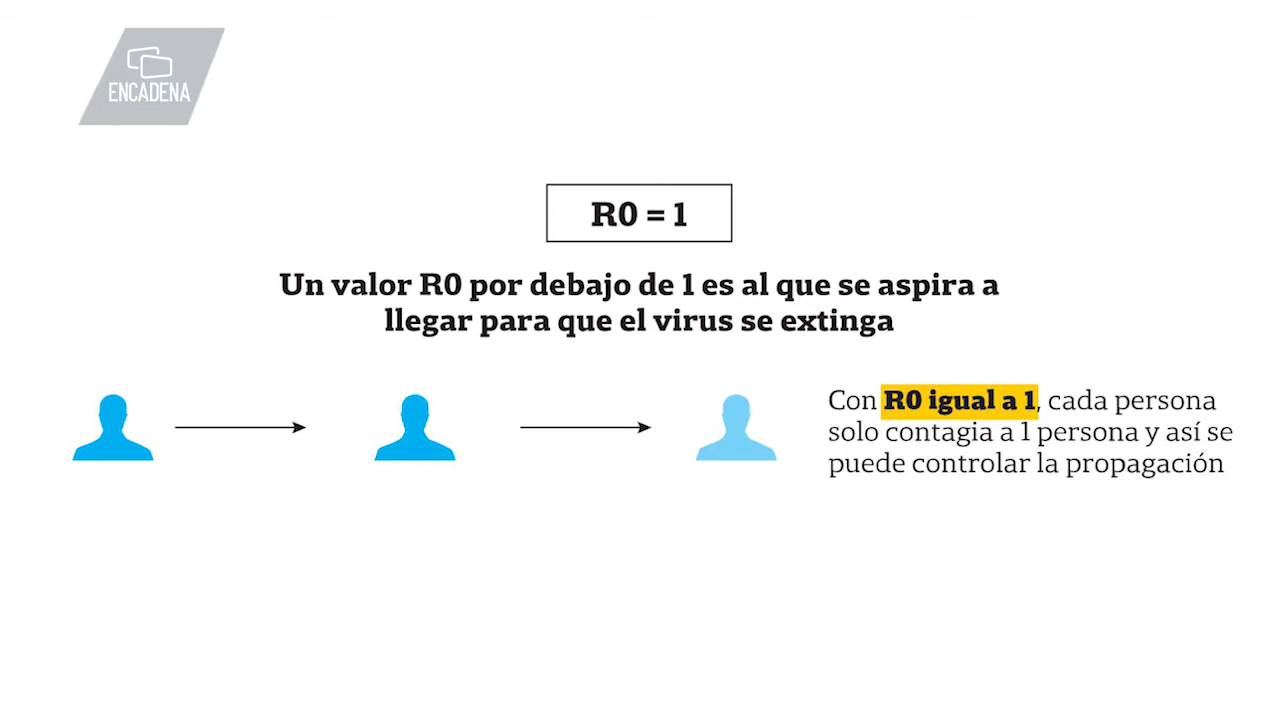 ENCADENA
R0 = 1
Un valor R0 por debajo de 1 es al que se aspira a
llegar para que el virus se extinga
Con R0 igual a 1, cada persona
solo contagia a 1 persona y así se
puede controlar la propagación